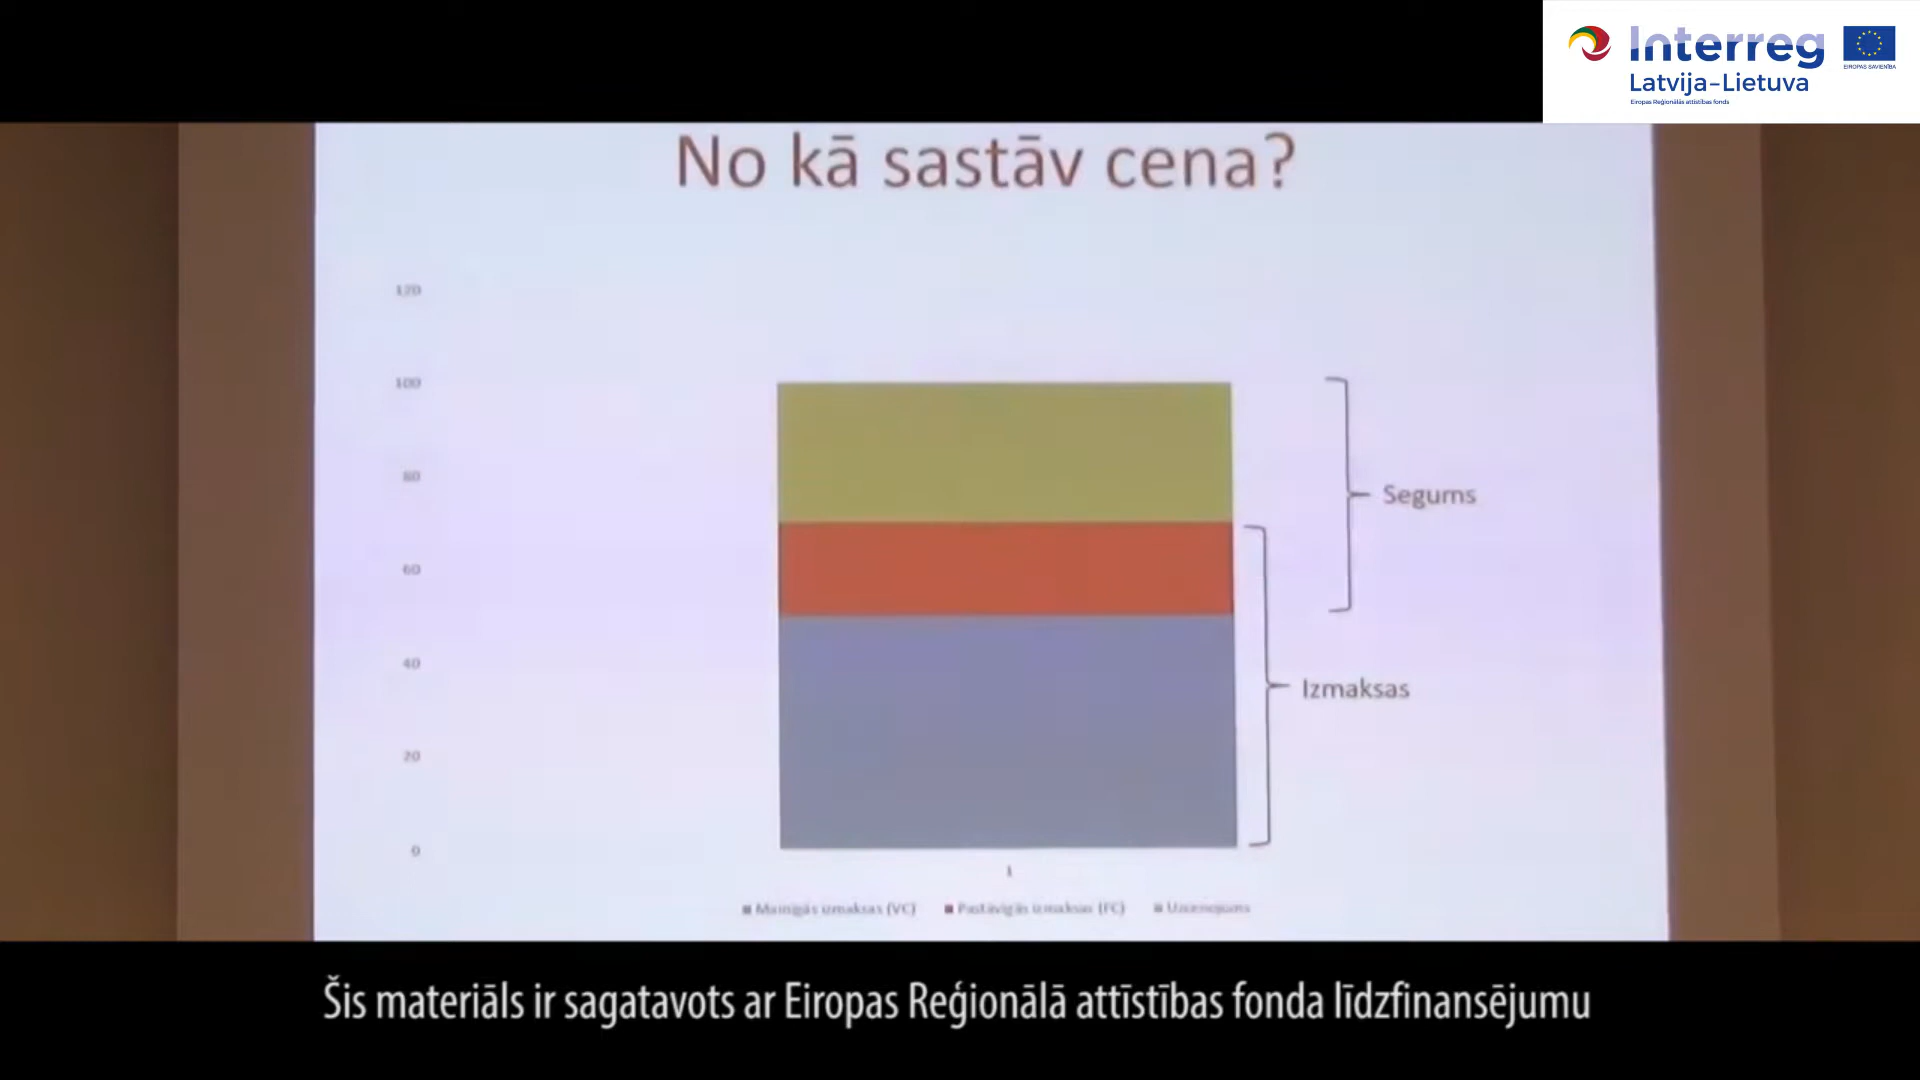 Interreg
Latvija–Lietuva
Eiropas Reģionālās attīstības fonds
EIROPAS SAVIENĪBA
No kā sastāv cena?
120
100
80
60
40
20
0
Segums
Izmaksas
1
Mainīgās izmaksas (VC) Pastāvīgās izmaksas (FC) Uzcenojums
Šis materiāls ir sagatavots ar Eiropas Reģionālā attīstības fonda līdzfinansējumu